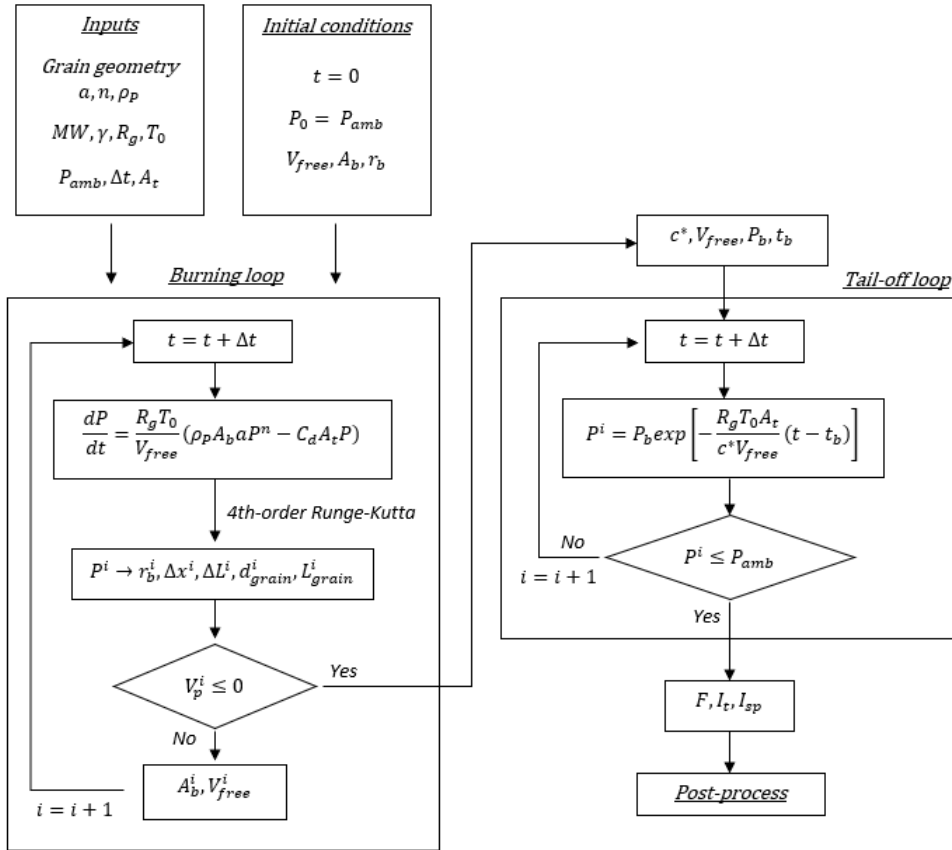 Inputs
Grain geometry
a, n, ρ_P
MW, γ, R_g, T_0
P_amb, Δt, A_t
Initial conditions
t = 0
P_0 = P_amb
V_free, A_b, r_b
Burning loop
t = t + Δt
dP/dt = R_g T_0/V_free (ρ_P A_b a P^n − C_d A_t P)
4th-order Runge-Kutta
P^i → r_b^i, Δx^i, ΔL^i, d_grain^i, L_grain^i
V_p^i ≤ 0
Yes
No
A_b^i, V_free^i
i = i + 1
c*, V_free, P_b, t_b
Tail-off loop
t = t + Δt
P^i = P_b exp[−R_g T_0 A_t/c* V_free (t − t_b)]
P^i ≤ P_amb
No
i = i + 1
Yes
F, I_t, I_sp
Post-process